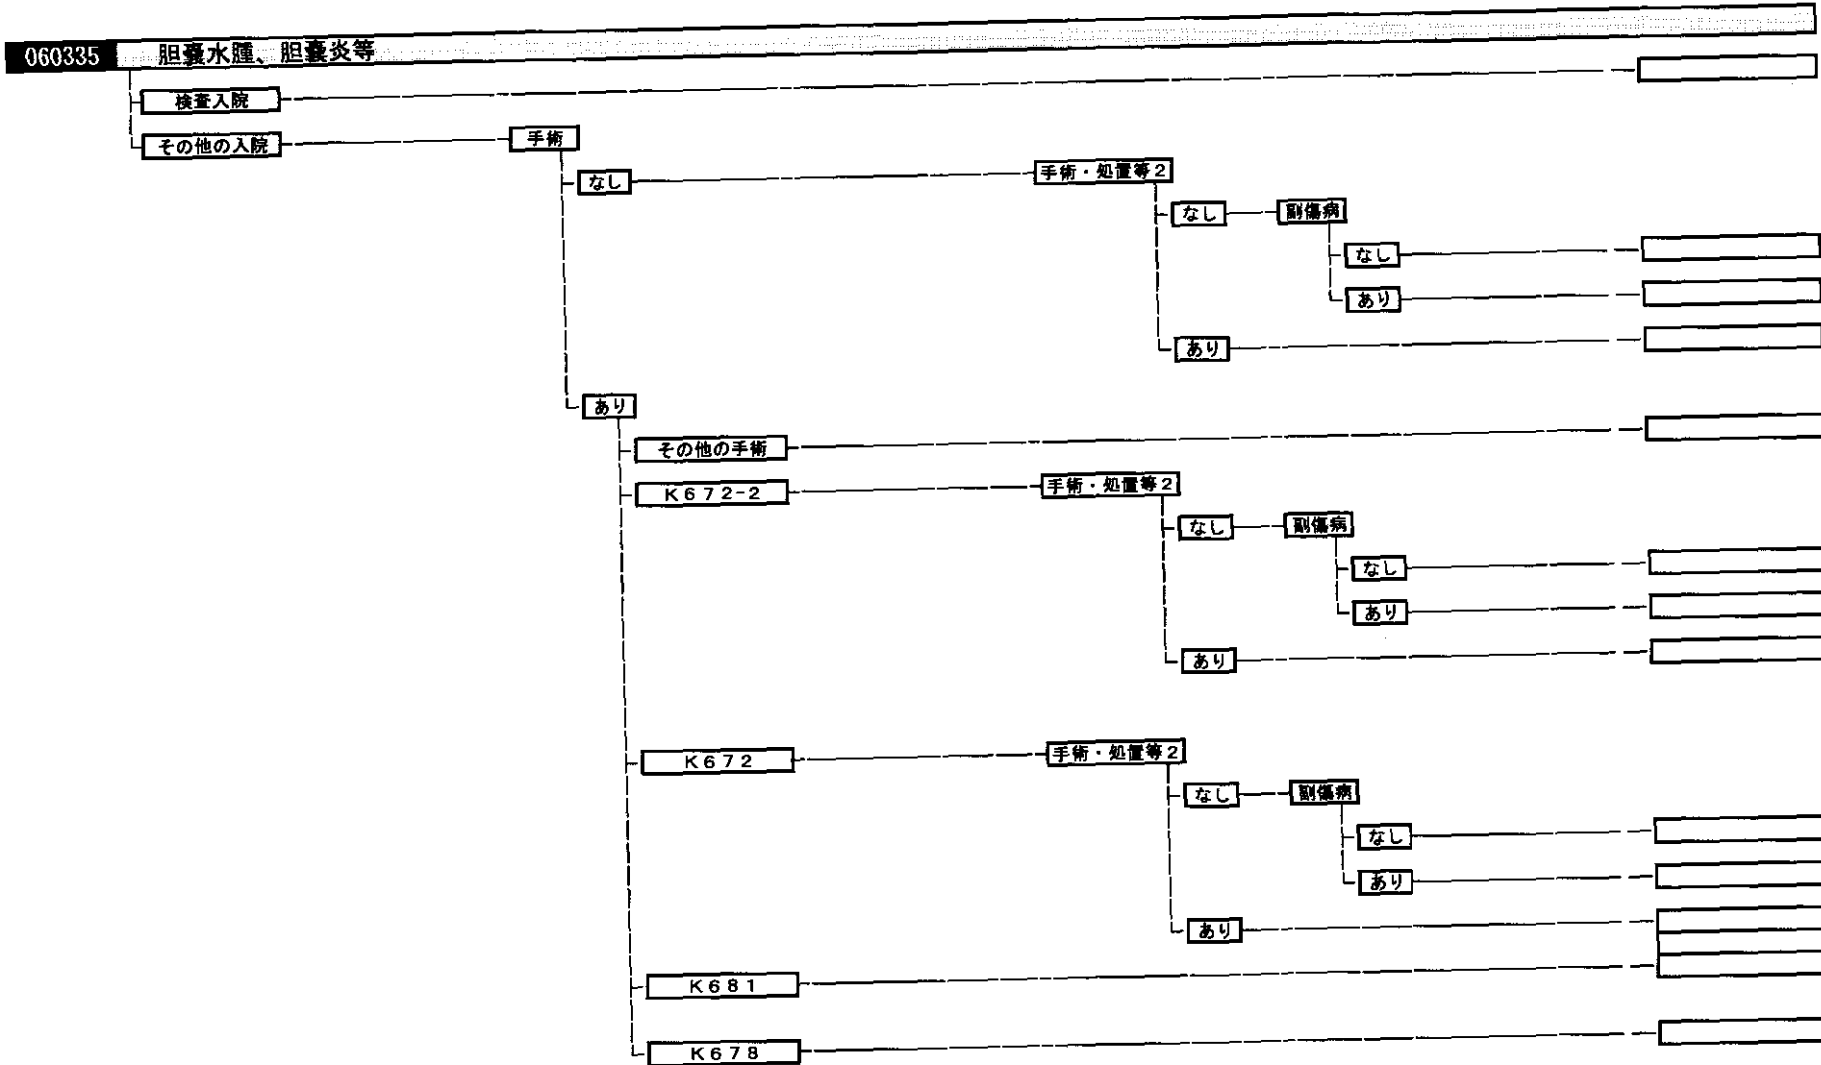 060335 胆嚢水腫、胆嚢炎等
検査入院
その他の入院 手術
なし 手術・処置等2
なし 副傷病
なし
あり
あり
あり
その他の手術
K672-2 手術・処置等2
なし 副傷病
なし
あり
あり
K672 手術・処置等2
なし 副傷病
なし
あり
あり
K681
K678